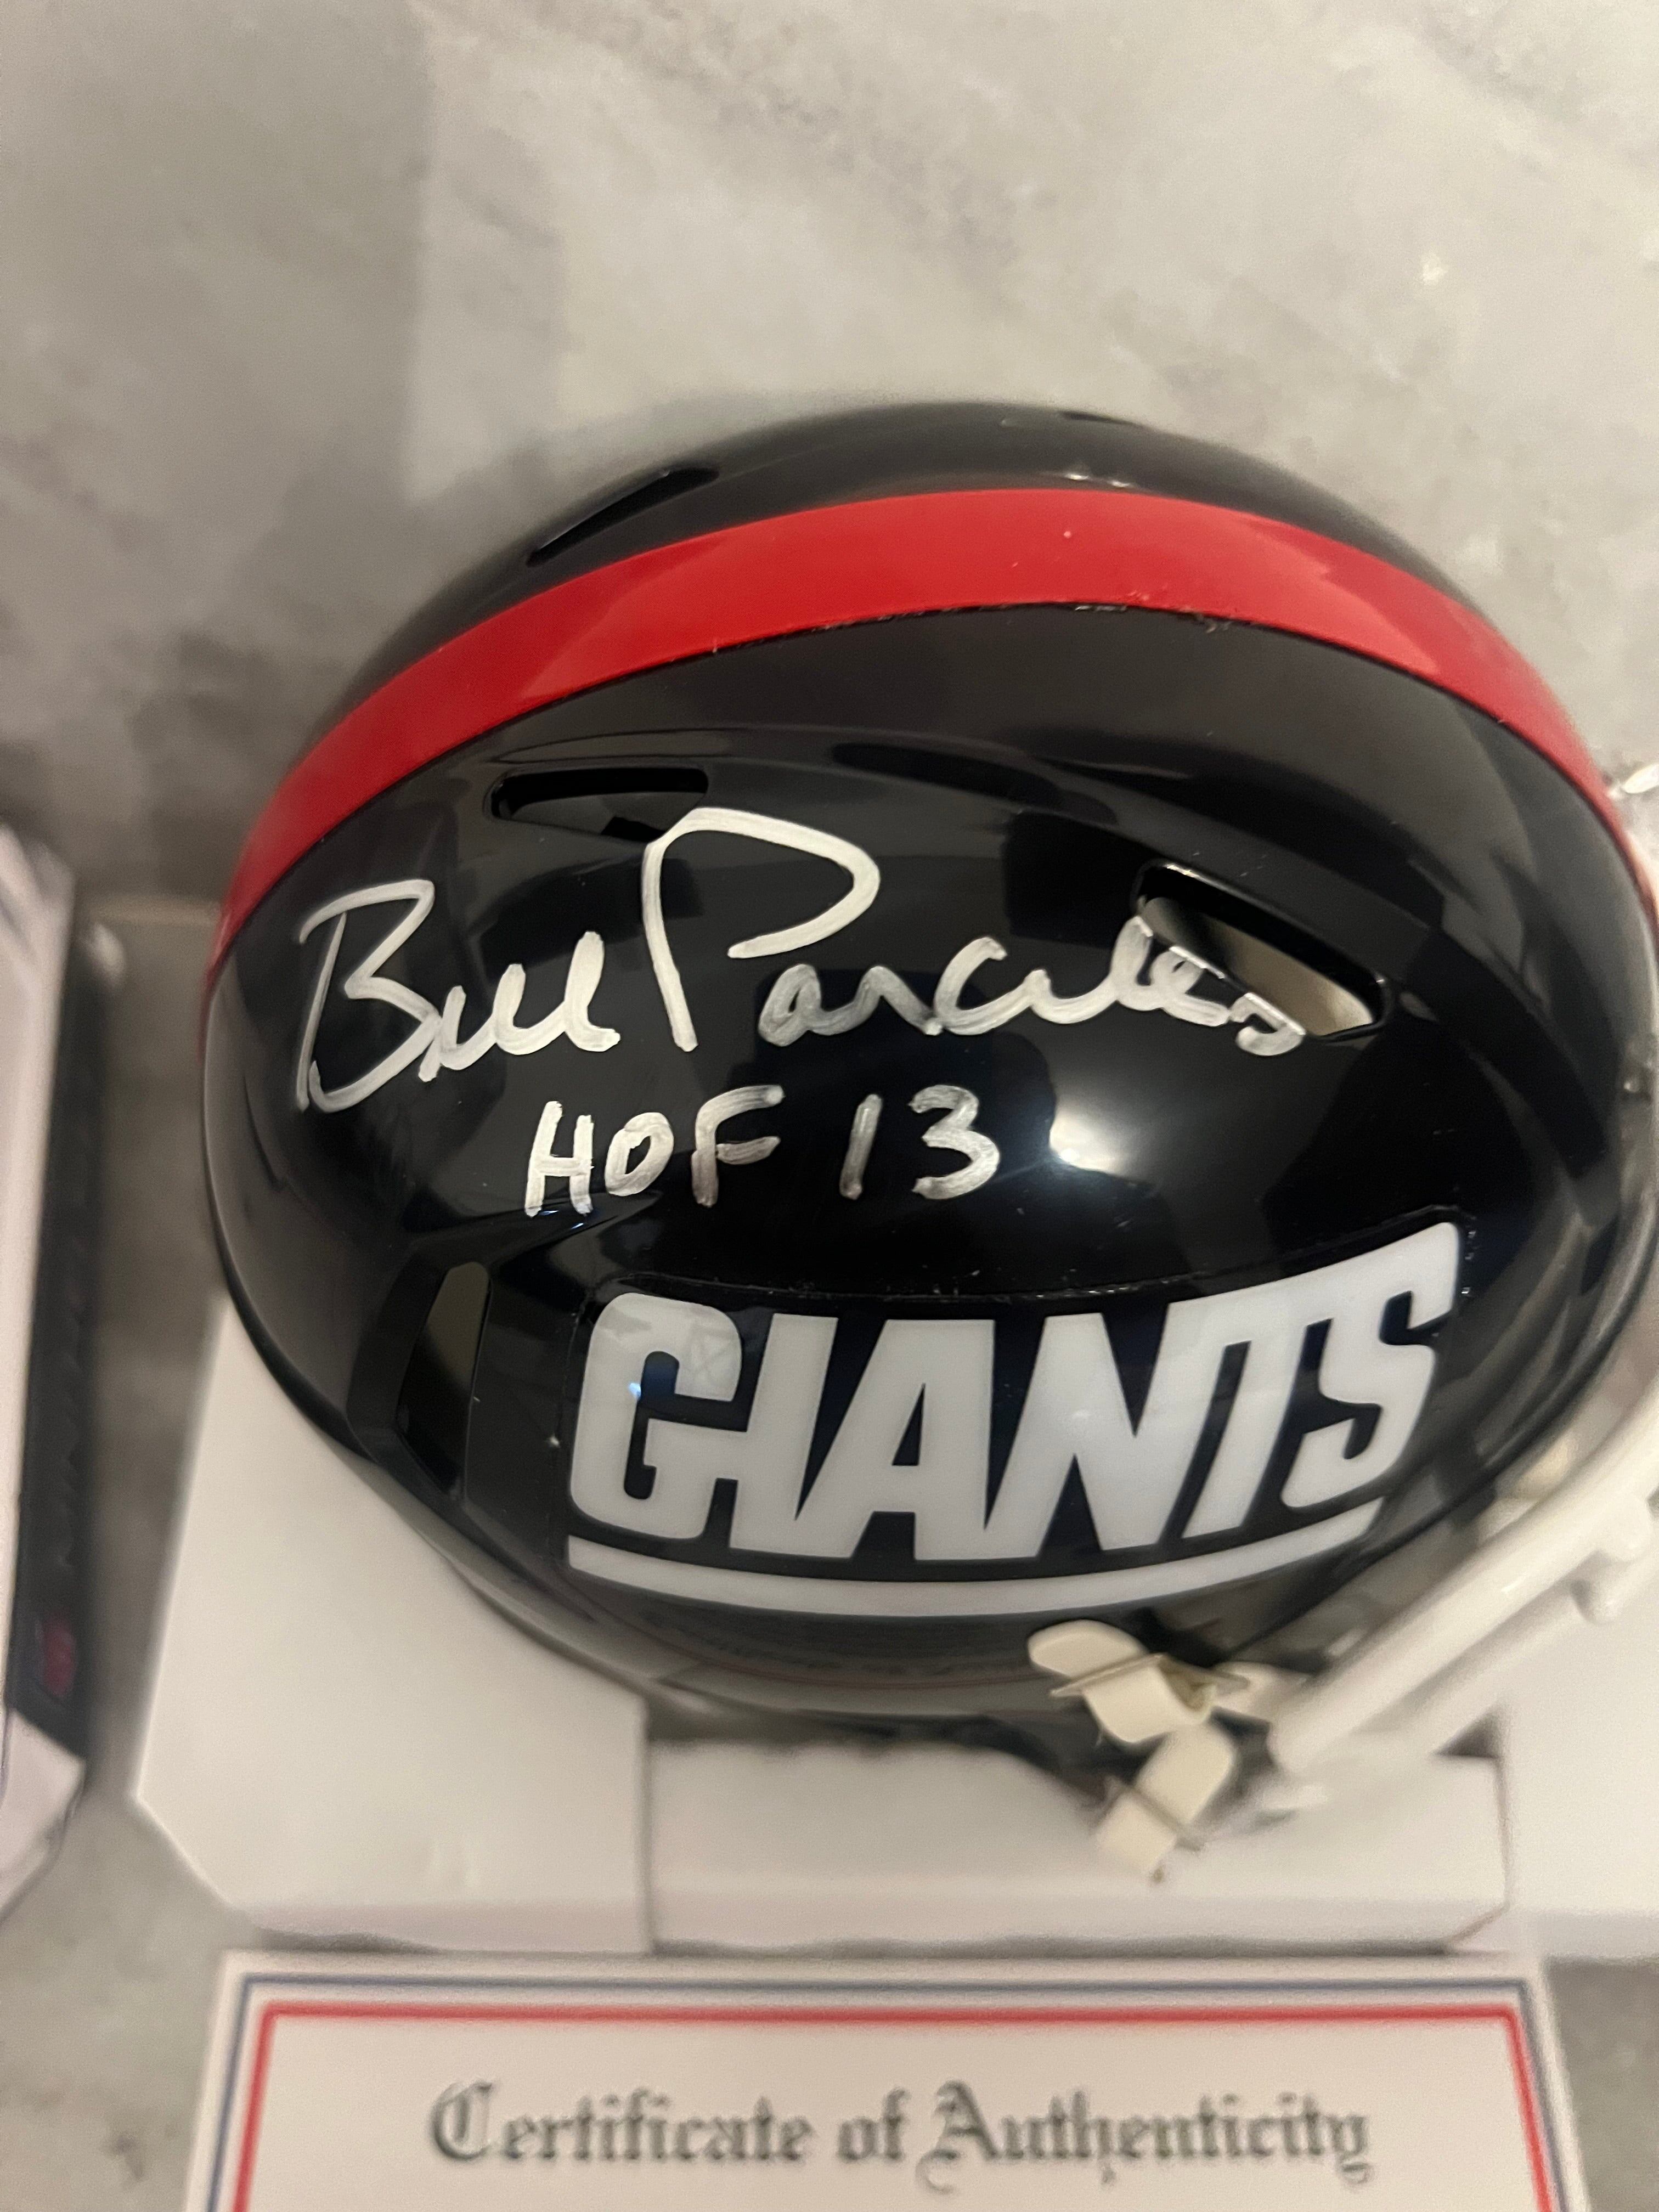 Bill Parcells
HOF 13
GIANTS
Certificate of Authenticity